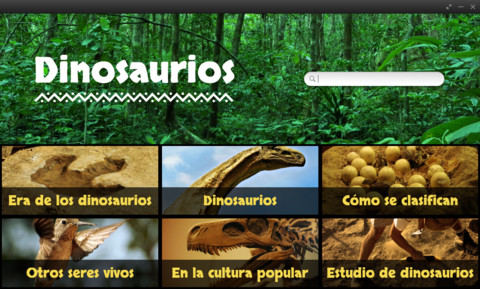 Dinosaurios
Era de los dinosaurios
Dinosaurios
Cómo se clasifican
Otros seres vivos
En la cultura popular
Estudio de dinosaurios